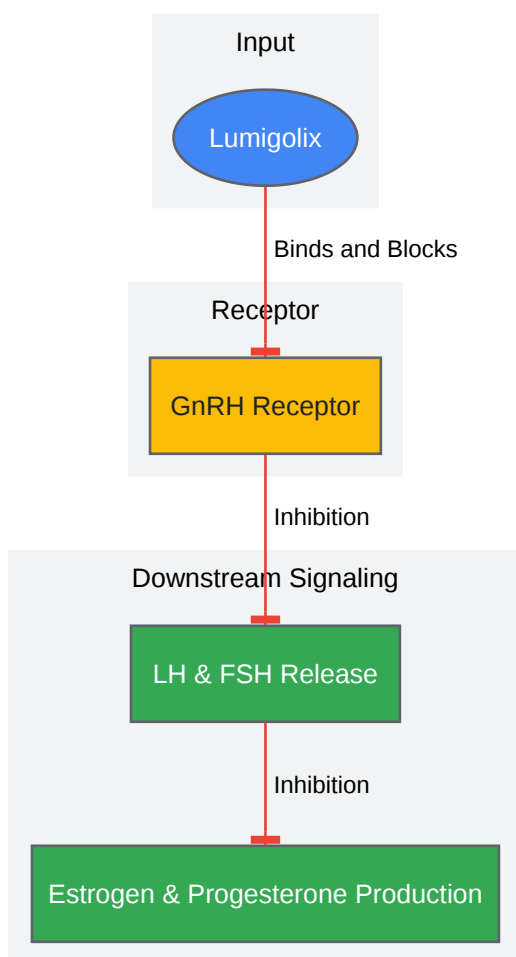 Input
Lumigolix
Binds and Blocks
Receptor
GnRH Receptor
Inhibition
Downstream Signaling
LH & FSH Release
Inhibition
Estrogen & Progesterone Production